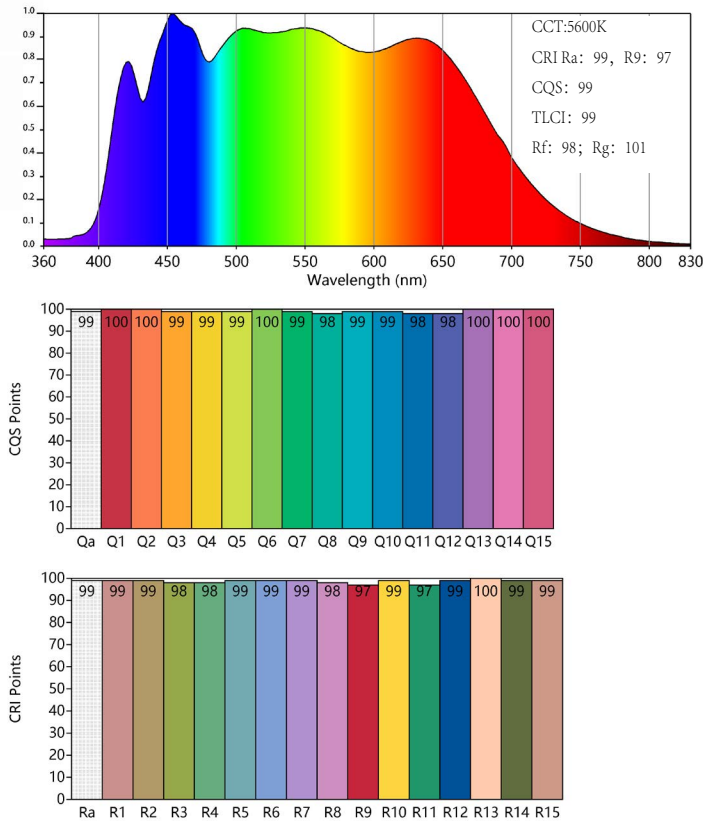 1.0
0.9
0.8
0.7
0.6
0.5
0.4
0.3
0.2
0.1
0.0
CCT:5600K
CRI Ra: 99, R9: 97
CQS: 99
TLCI: 99
Rf: 98; Rg: 101
360 400 450 500 550 600 650 700 750 800 830
Wavelength (nm)
CQS Points
100
90
80
70
60
50
40
30
20
10
0
99 100 100 99 99 99 100 99 98 99 99 98 98 100 100 100
Qa Q1 Q2 Q3 Q4 Q5 Q6 Q7 Q8 Q9 Q10 Q11 Q12 Q13 Q14 Q15
CRI Points
100
90
80
70
60
50
40
30
20
10
0
99 99 99 98 98 99 99 99 98 97 99 97 99 100 99 99
Ra R1 R2 R3 R4 R5 R6 R7 R8 R9 R10 R11 R12 R13 R14 R15